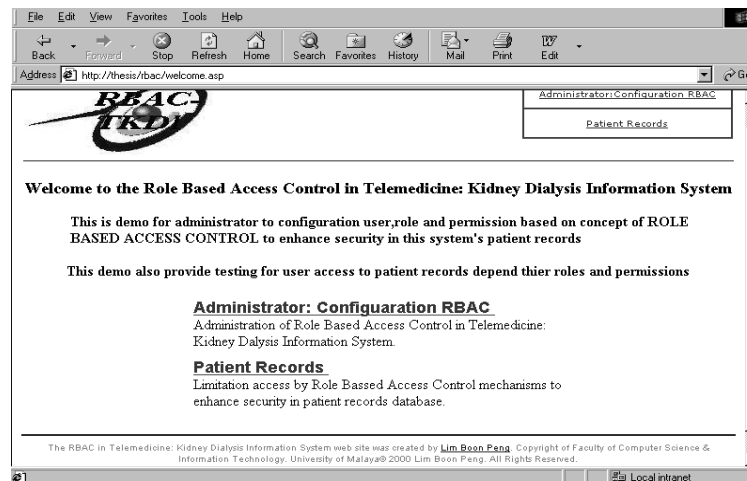 File Edit View Favorites Tools Help
Back Forward Stop Refresh Home Search Favorites History Mail Print Edit
Address http://thesis/rbac/welcome.asp
RBAC-
TKD
Administrator:Configuration RBAC
Patient Records
Welcome to the Role Based Access Control in Telemedicine: Kidney Dialysis Information System
This is demo for administrator to configuration user,role and permission based on concept of ROLE
BASED ACCESS CONTROL to enhance security in this system's patient records
This demo also provide testing for user access to patient records depend thier roles and permissions
Administrator: Configuaration RBAC
Administration of Role Based Access Control in Telemedicine:
Kidney Dalysis Information System.
Patient Records
Limitation access by Role Bassed Access Control mechanisms to
enhance security in patient records database.
The RBAC in Telemedicine: Kidney Dialysis Information System web site was created by Lim Boon Peng. Copyright of Faculty of Computer Science &
Information Technology. University of Malaya® 2000 Lim Boon Peng. All Rights Reserved.
Local intranet